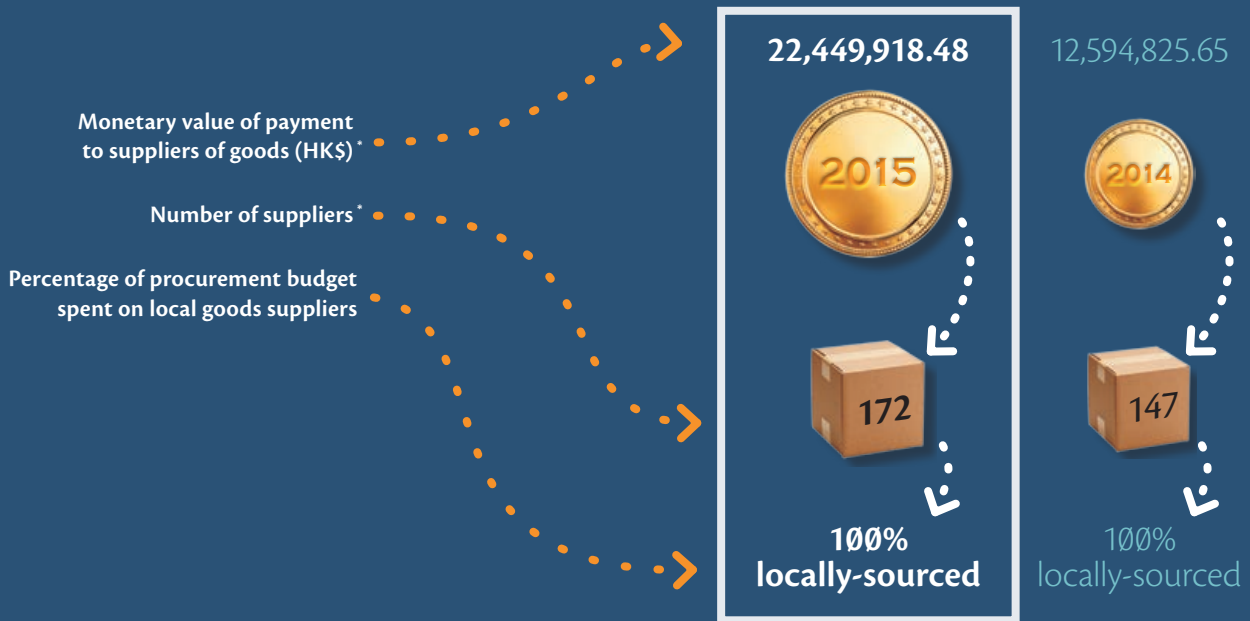 Monetary value of payment
to suppliers of goods (HK$)*
Number of suppliers*
Percentage of procurement budget
spent on local goods suppliers
22,449,918.48
2015
172
100%
locally-sourced
12,594,825.65
2014
147
100%
locally-sourced